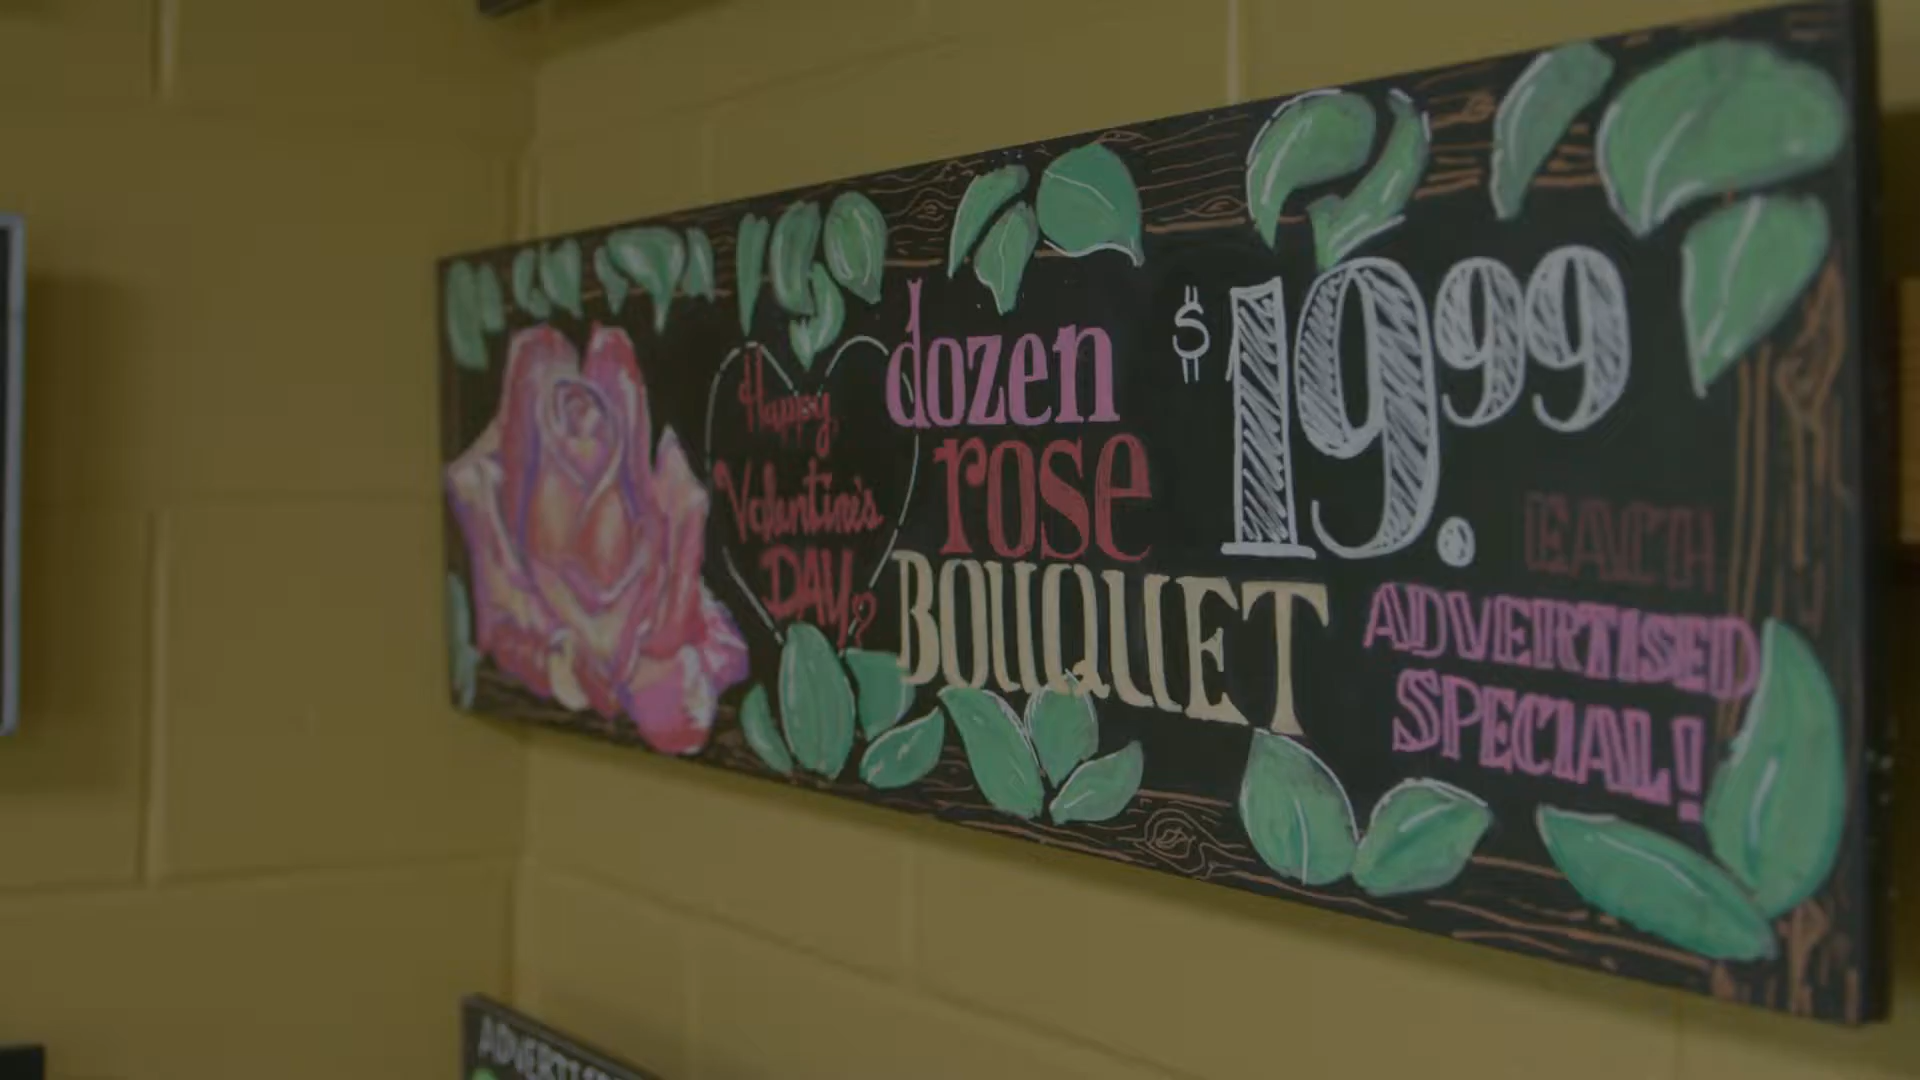 Happy
Valentine's
DAY
dozen
rose
BOUQUET
$19.99
EACH
ADVERTISED
SPECIAL!